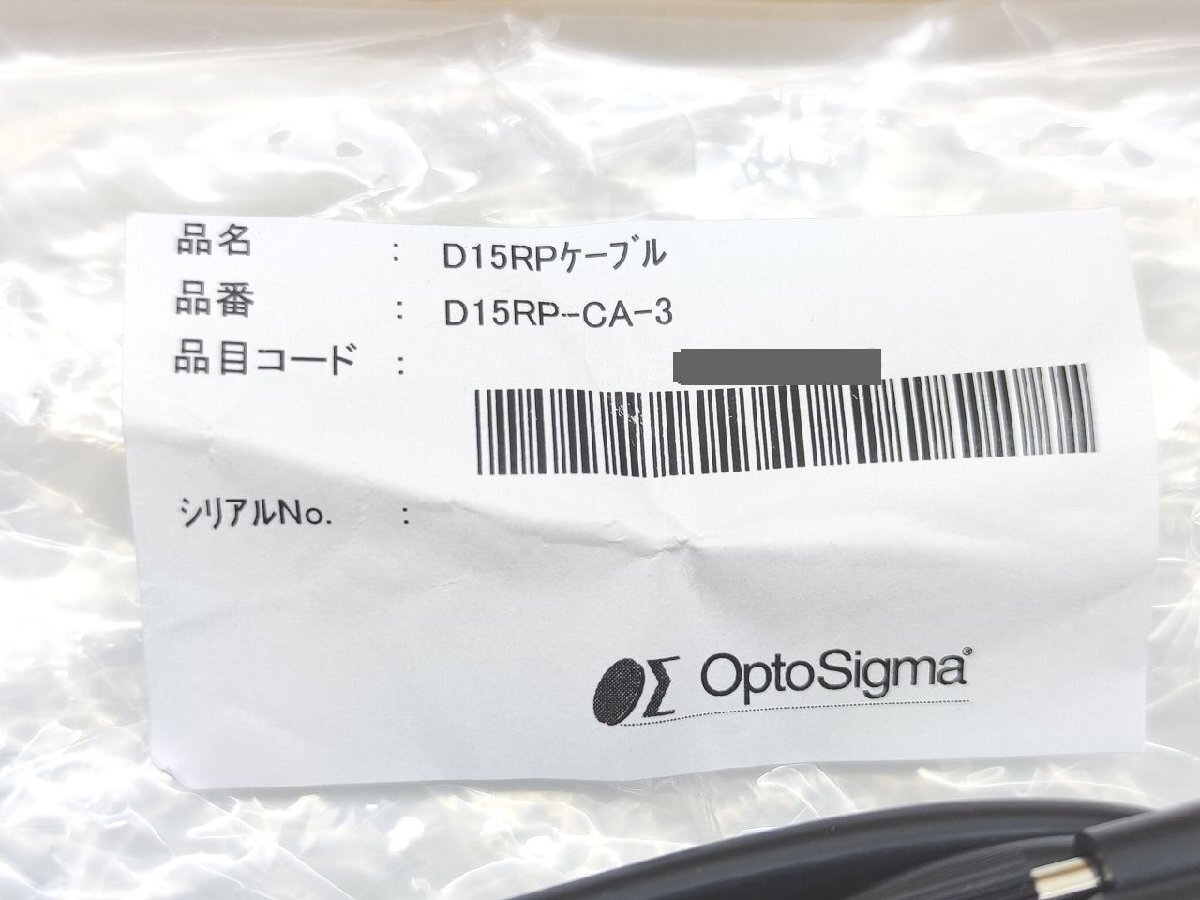 品名 : D15RPケーブル
品番 : D15RP-CA-3
品目コード :
シリアルNo. :
OΣ OptoSigma®